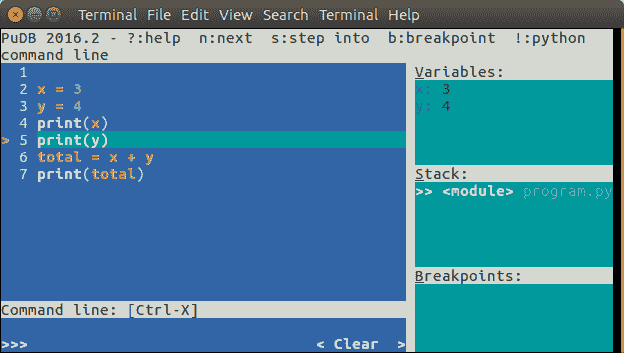 Terminal File Edit View Search Terminal Help
PuDB 2016.2 - ?:help n:next s:step into b:breakpoint !:python
command line
1
2 x = 3
3 y = 4
4 print(x)
> 5 print(y)
6 total = x + y
7 print(total)
Command line: [Ctrl-X]
>>> < Clear >
Variables:
x: 3
y: 4
Stack:
>> <module> program.py
Breakpoints: